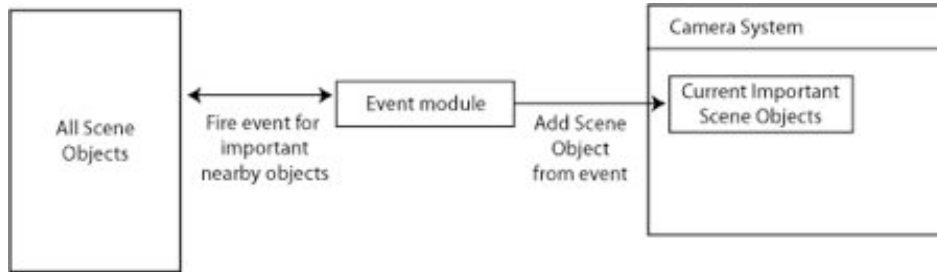 All Scene
Objects
Fire event for
important
nearby objects
Event module
Add Scene
Object
from event
Camera System
Current Important
Scene Objects